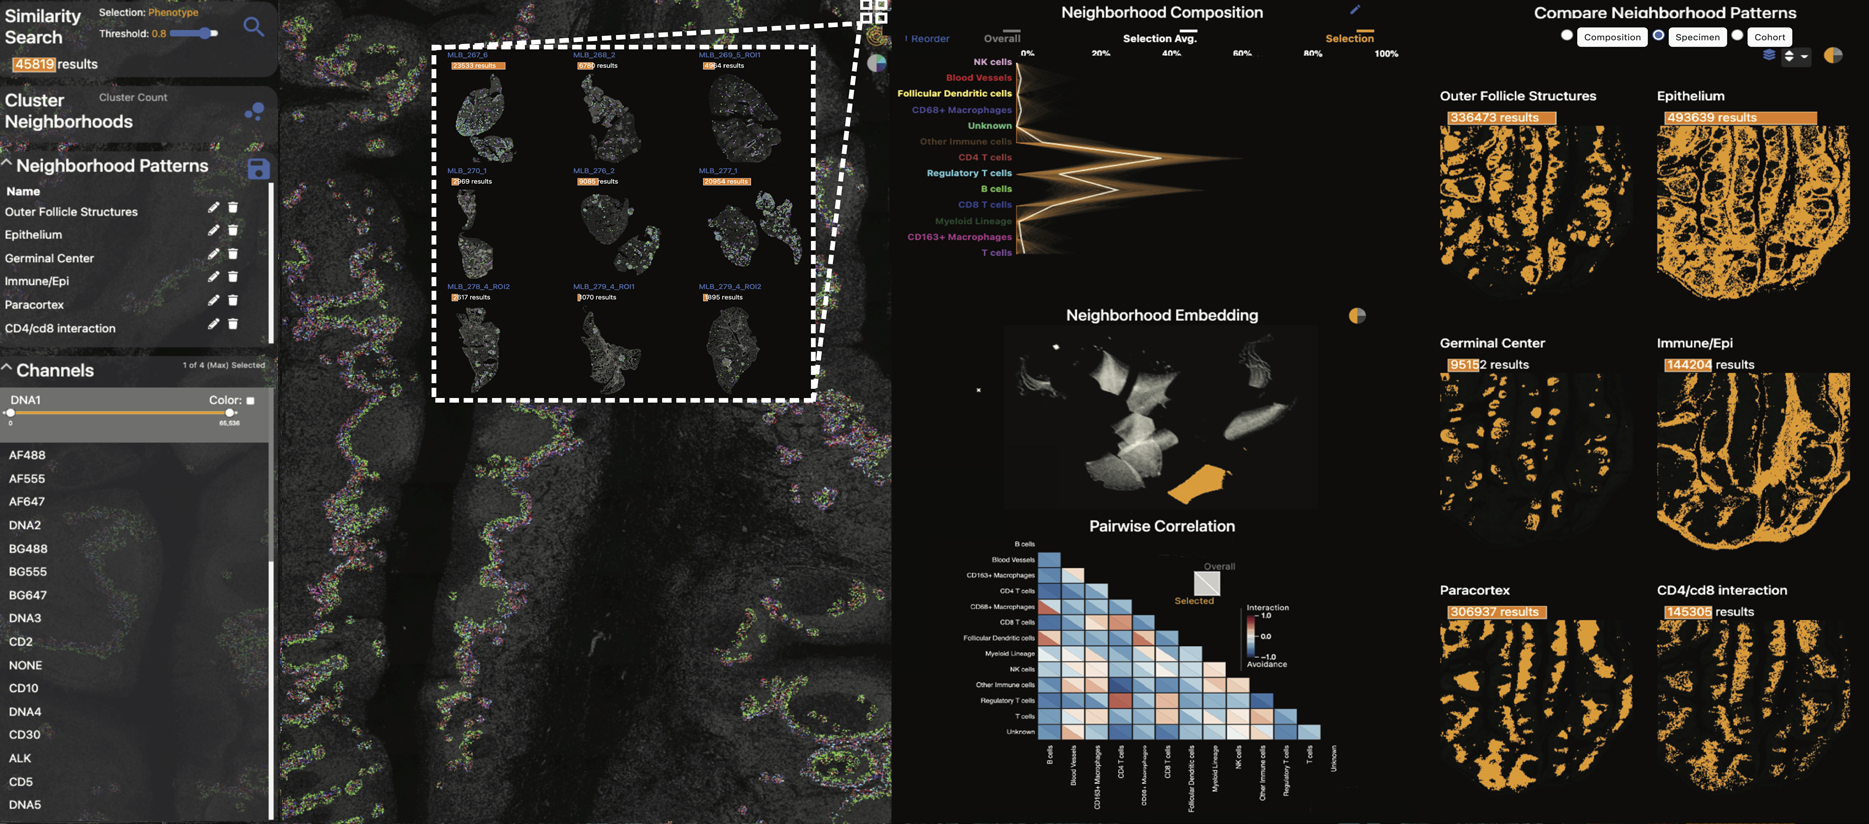 Similarity
Search
Selection: Phenotype
Threshold: 0.8
45819 results
Cluster
Neighborhoods
Cluster Count
Neighborhood Patterns
Name
Outer Follicle Structures
Epithelium
Germinal Center
Immune/Epi
Paracortex
CD4/cd8 interaction
Channels
1 of 4 (Max) Selected
DNA1
Color:
0
65,536
AF488
AF555
AF647
DNA2
BG488
BG555
BG647
DNA3
CD2
NONE
CD10
DNA4
CD30
ALK
CD5
DNA5
MLB_267_6
23533 results
MLB_268_2
6780 results
MLB_269_5_ROI1
4964 results
MLB_270_1
2969 results
MLB_276_2
9085 results
MLB_277_1
20954 results
MLB_278_4_ROI2
2617 results
MLB_279_4_ROI1
1070 results
MLB_279_4_ROI2
1895 results
Neighborhood Composition
Reorder
Overall
Selection Avg.
Selection
0% 20% 40% 60% 80% 100%
NK cells
Blood Vessels
Follicular Dendritic cells
CD68+ Macrophages
Unknown
Other Immune cells
CD4 T cells
Regulatory T cells
B cells
CD8 T cells
Myeloid Lineage
CD163+ Macrophages
T cells
Neighborhood Embedding
Pairwise Correlation
B cells
Blood Vessels
CD163+ Macrophages
CD4 T cells
CD68+ Macrophages
CD8 T cells
Follicular Dendritic cells
Myeloid Lineage
NK cells
Other Immune cells
Regulatory T cells
T cells
Unknown
Overall
Selected
Interaction
1.0
0.0
-1.0
Avoidance
B cells
Blood Vessels
CD163+ Macrophages
CD4 T cells
CD68+ Macrophages
CD8 T cells
Follicular Dendritic cells
Myeloid Lineage
NK cells
Other Immune cells
Regulatory T cells
T cells
Unknown
Compare Neighborhood Patterns
Composition
Specimen
Cohort
Outer Follicle Structures
336473 results
Epithelium
493639 results
Germinal Center
95152 results
Immune/Epi
144204 results
Paracortex
306937 results
CD4/cd8 interaction
145305 results